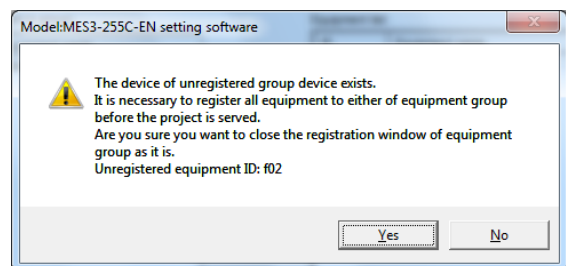 Model:MES3-255C-EN setting software
The device of unregistered group device exists.
It is necessary to register all equipment to either of equipment group
before the project is served.
Are you sure you want to close the registration window of equipment
group as it is.
Unregistered equipment ID: f02
Yes
No